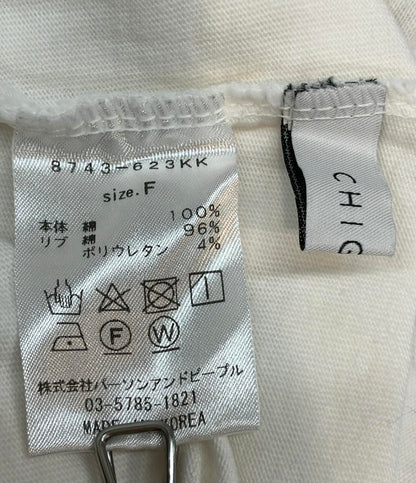 8743-623KK
size.F
本体 綿 100%
リブ 綿 96%
ポリウレタン 4%
F W
株式会社パーソンアンドピープル
03-5785-1821
MADE KOREA
CHI